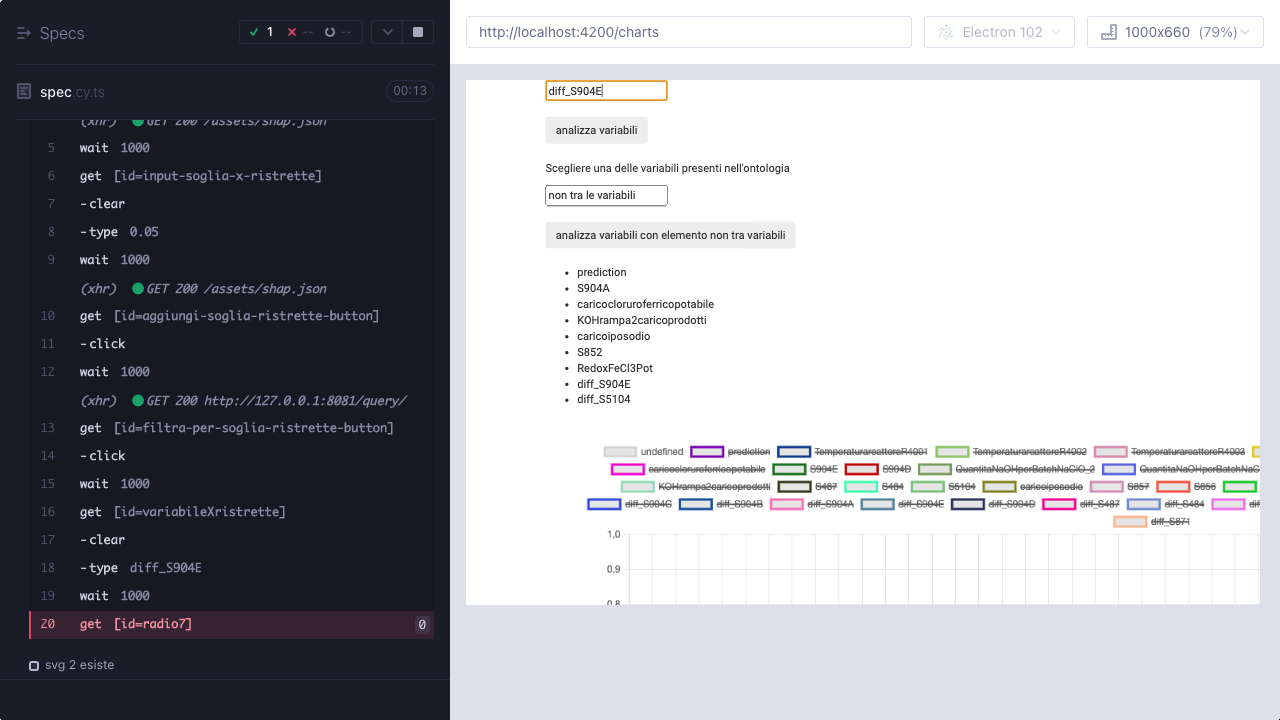 Specs
1 -- --
spec.cy.ts 00:13
(xhr) GET 200 /assets/shap.json
5 wait 1000
6 get [id=input-soglia-x-ristrette]
7 -clear
8 -type 0.05
9 wait 1000
(xhr) GET 200 /assets/shap.json
10 get [id=aggiungi-soglia-ristrette-button]
11 -click
12 wait 1000
(xhr) GET 200 http://127.0.0.1:8081/query/
13 get [id=filtra-per-soglia-ristrette-button]
14 -click
15 wait 1000
16 get [id=variabileXristrette]
17 -clear
18 -type diff_S904E
19 wait 1000
20 get [id=radio7] 0
svg 2 esiste
http://localhost:4200/charts
Electron 102
1000x660 (79%)
diff_S904E
analizza variabili
Scegliere una delle variabili presenti nell'ontologia
non tra le variabili
analizza variabili con elemento non tra variabili
prediction
S904A
caricocloruroferricopotabile
KOHrampa2caricoprodotti
caricoiposodio
S852
RedoxFeCl3Pot
diff_S904E
diff_S5104
undefined prediction TemperaturareattoreR4001 TemperaturareattoreR4002 TemperaturareattoreR4003
caricocloruroferricopotabile S904E S904D QuantitaNaOHperBatchNaClO_2 QuantitaNaOHperBatchNaC
KOHrampa2caricoprodotti S487 S484 S5104 caricoiposodio S857 S856
diff_S904C diff_S904B diff_S904A diff_S904E diff_S904D diff_S487 diff_S484 dif
diff_S871
1,0
0,9
0,8